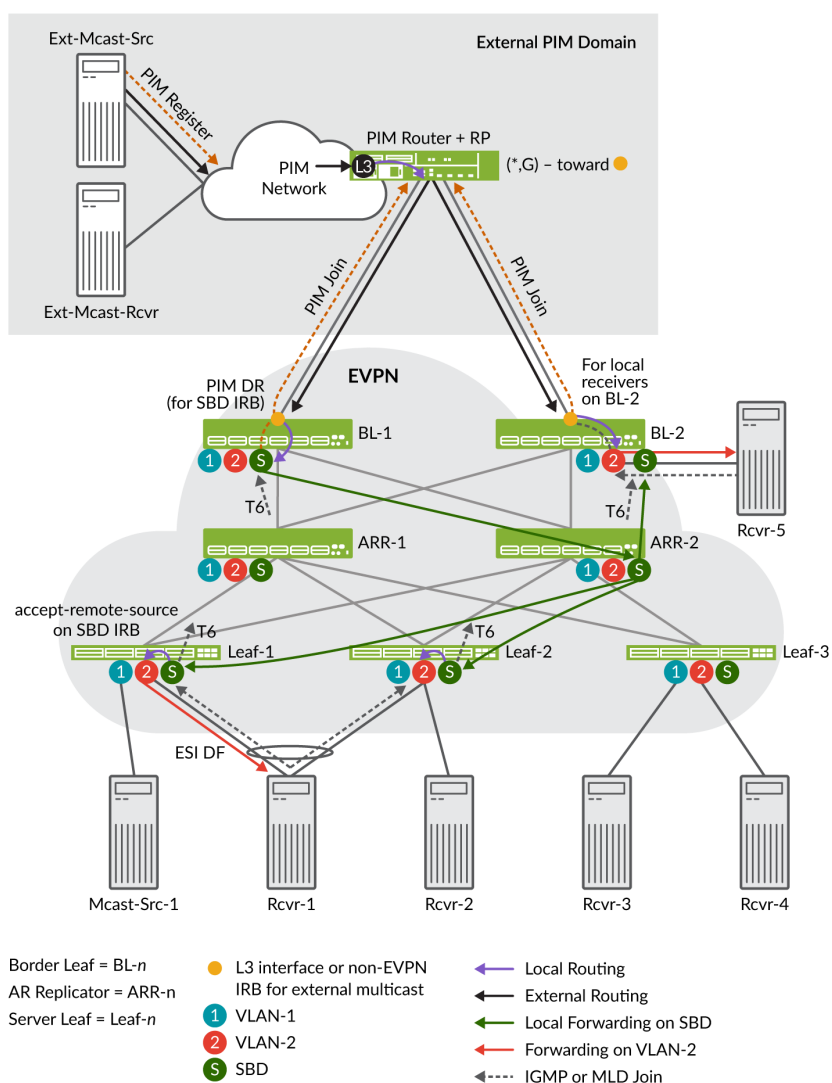 Ext-Mcast-Src
External PIM Domain
PIM Register
PIM Router + RP
L3
(*,G) – toward
PIM
Network
Ext-Mcast-Rcvr
PIM Join
PIM Join
EVPN
PIM DR
(for SBD IRB)
For local
receivers
on BL-2
BL-1
BL-2
1 2 S
1 2 S
T6
T6
Rcvr-5
ARR-1
ARR-2
1 2 S
1 2 S
accept-remote-source
on SBD IRB
T6
T6
Leaf-1
Leaf-2
Leaf-3
1 2 S
1 2 S
1 2 S
ESI DF
Mcast-Src-1
Rcvr-1
Rcvr-2
Rcvr-3
Rcvr-4
Border Leaf = BL-n
AR Replicator = ARR-n
Server Leaf = Leaf-n
L3 interface or non-EVPN
IRB for external multicast
1 VLAN-1
2 VLAN-2
S SBD
Local Routing
External Routing
Local Forwarding on SBD
Forwarding on VLAN-2
IGMP or MLD Join